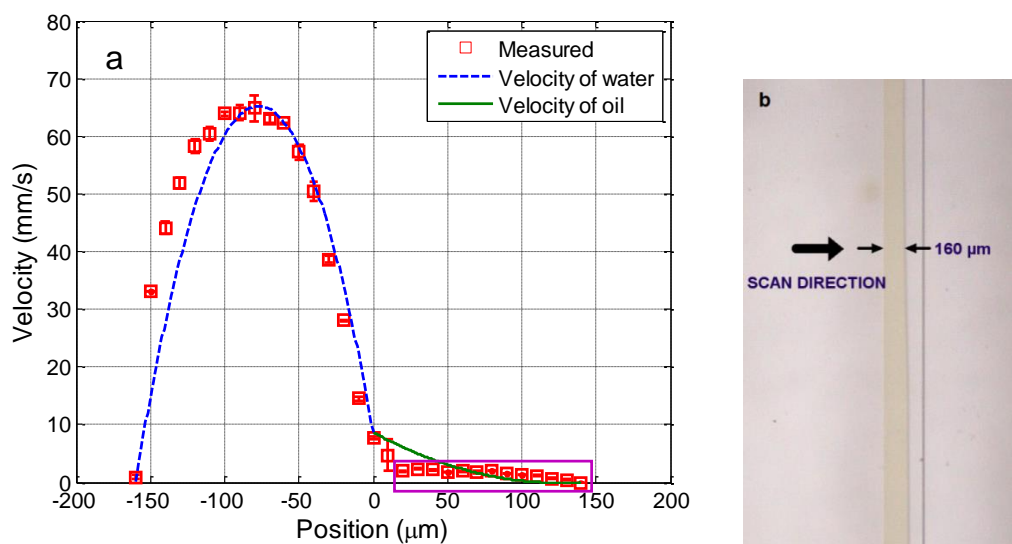 a
Measured
Velocity of water
Velocity of oil
80
70
60
50
40
30
20
10
0
Velocity (mm/s)
-200 -150 -100 -50 0 50 100 150 200
Position (μm)
b
160 μm
SCAN DIRECTION